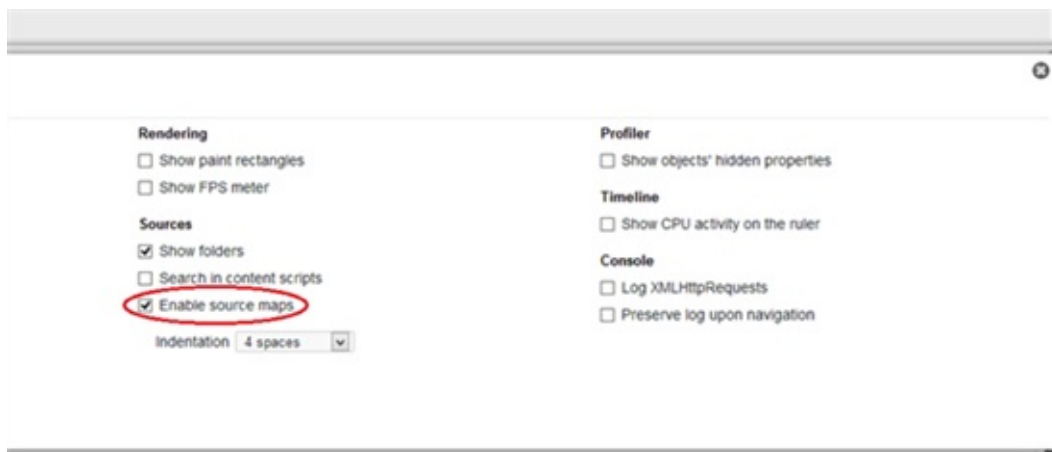 Rendering
Show paint rectangles
Show FPS meter
Sources
Show folders
Search in content scripts
Enable source maps
Indentation 4 spaces
Profiler
Show objects' hidden properties
Timeline
Show CPU activity on the ruler
Console
Log XMLHttpRequests
Preserve log upon navigation